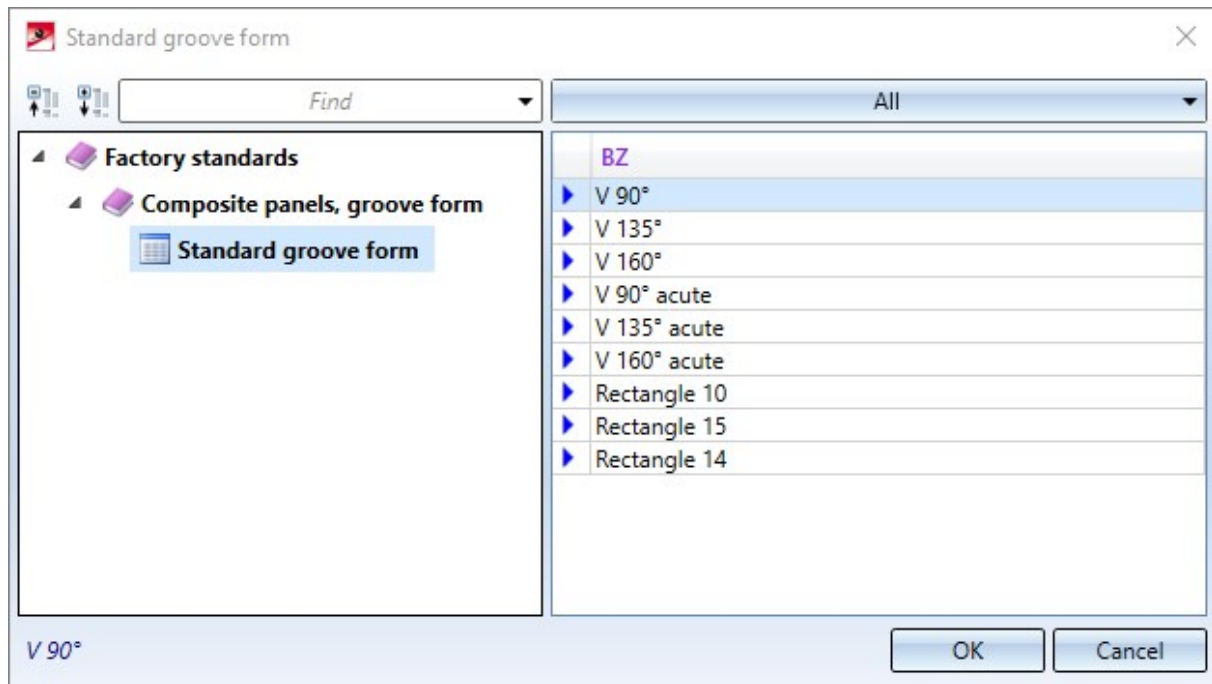 Standard groove form
Find
All
Factory standards
Composite panels, groove form
Standard groove form
BZ
V 90°
V 135°
V 160°
V 90° acute
V 135° acute
V 160° acute
Rectangle 10
Rectangle 15
Rectangle 14
V 90°
OK
Cancel